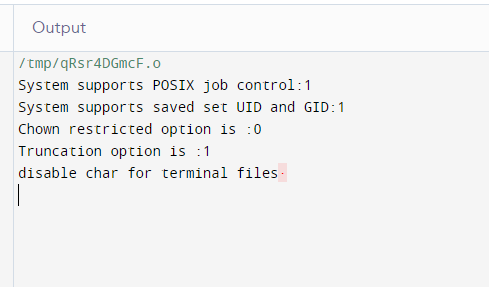 Output
/tmp/qRsr4DGmcF.o
System supports POSIX job control:1
System supports saved set UID and GID:1
Chown restricted option is :0
Truncation option is :1
disable char for terminal files·